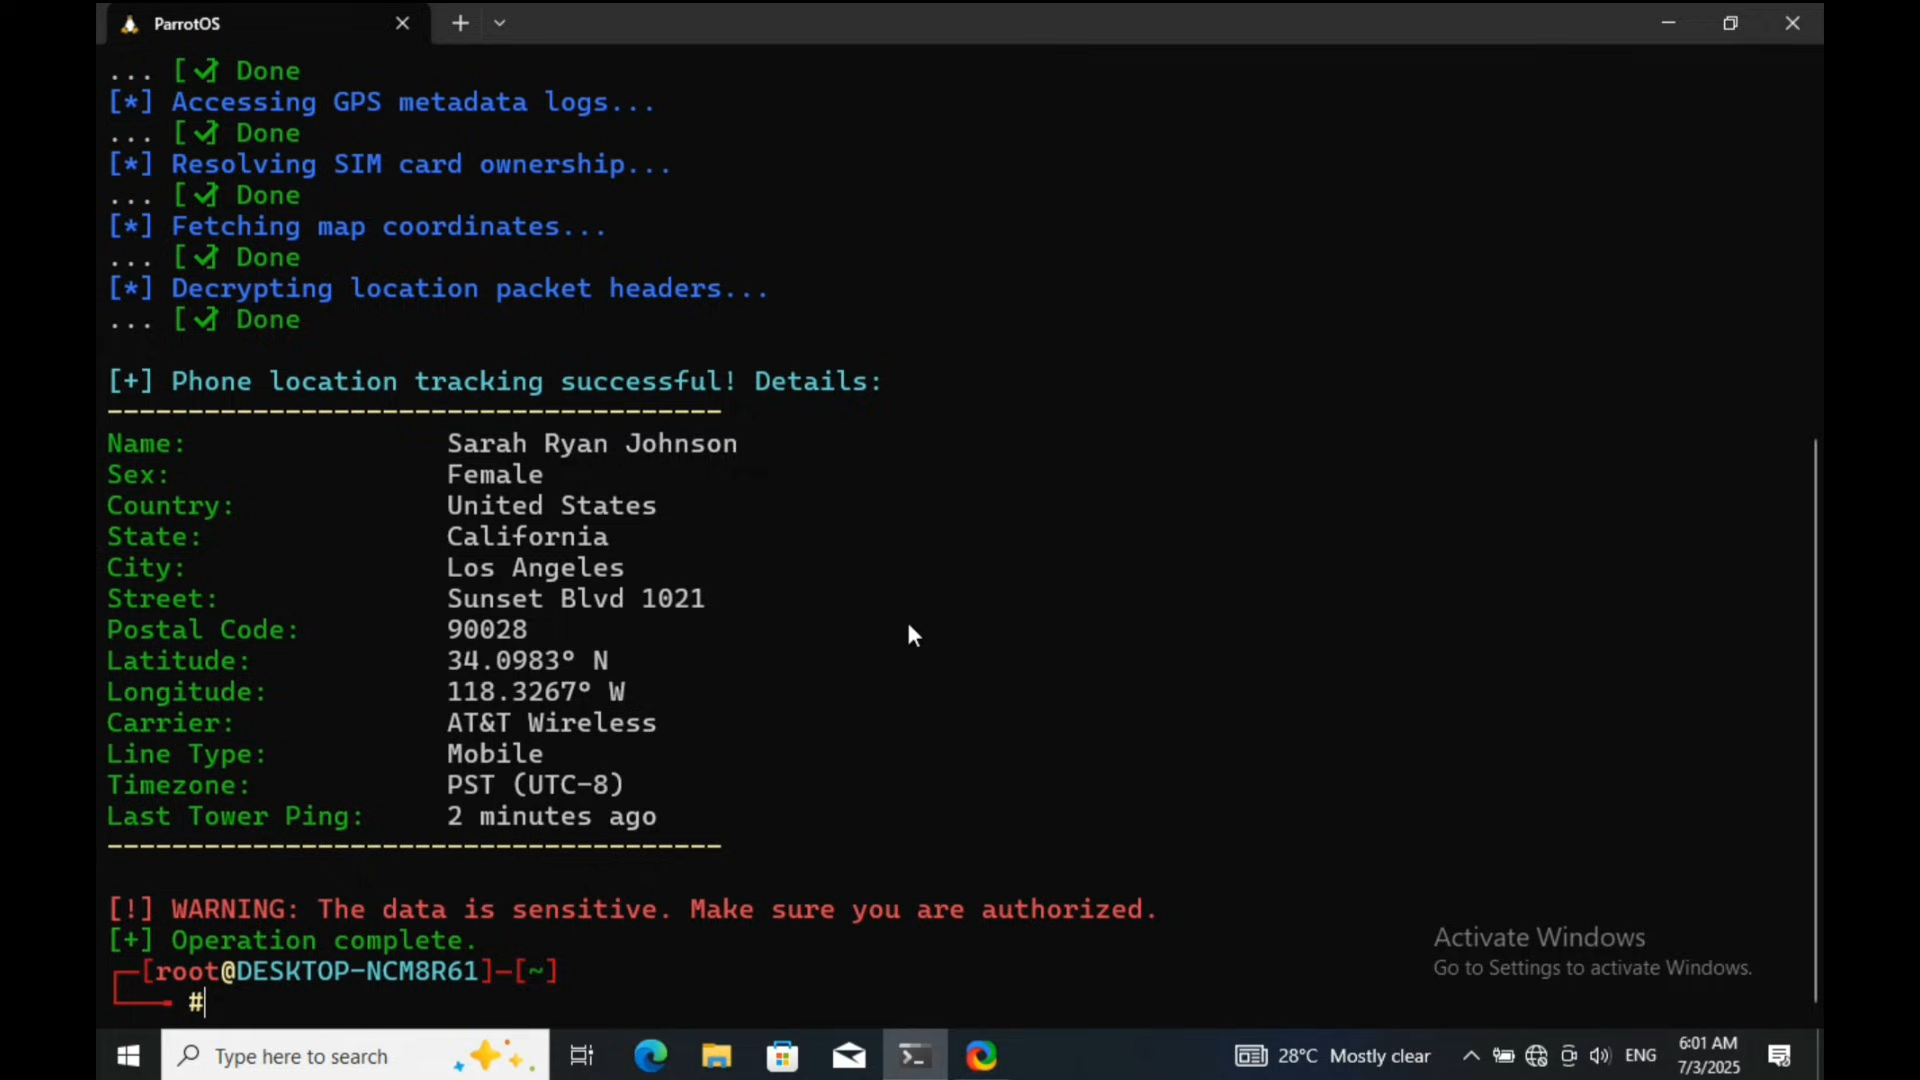 ParrotOS
... [✓] Done
[*] Accessing GPS metadata logs...
... [✓] Done
[*] Resolving SIM card ownership...
... [✓] Done
[*] Fetching map coordinates...
... [✓] Done
[*] Decrypting location packet headers...
... [✓] Done
[+] Phone location tracking successful! Details:
--------------------------------------
Name: Sarah Ryan Johnson
Sex: Female
Country: United States
State: California
City: Los Angeles
Street: Sunset Blvd 1021
Postal Code: 90028
Latitude: 34.0983° N
Longitude: 118.3267° W
Carrier: AT&T Wireless
Line Type: Mobile
Timezone: PST (UTC-8)
Last Tower Ping: 2 minutes ago
--------------------------------------
[!] WARNING: The data is sensitive. Make sure you are authorized.
[+] Operation complete.
┌─[root@DESKTOP-NCM8R61]─[~]
└──╼ #
Activate Windows
Go to Settings to activate Windows.
Type here to search
28°C Mostly clear
ENG
6:01 AM
7/3/2025